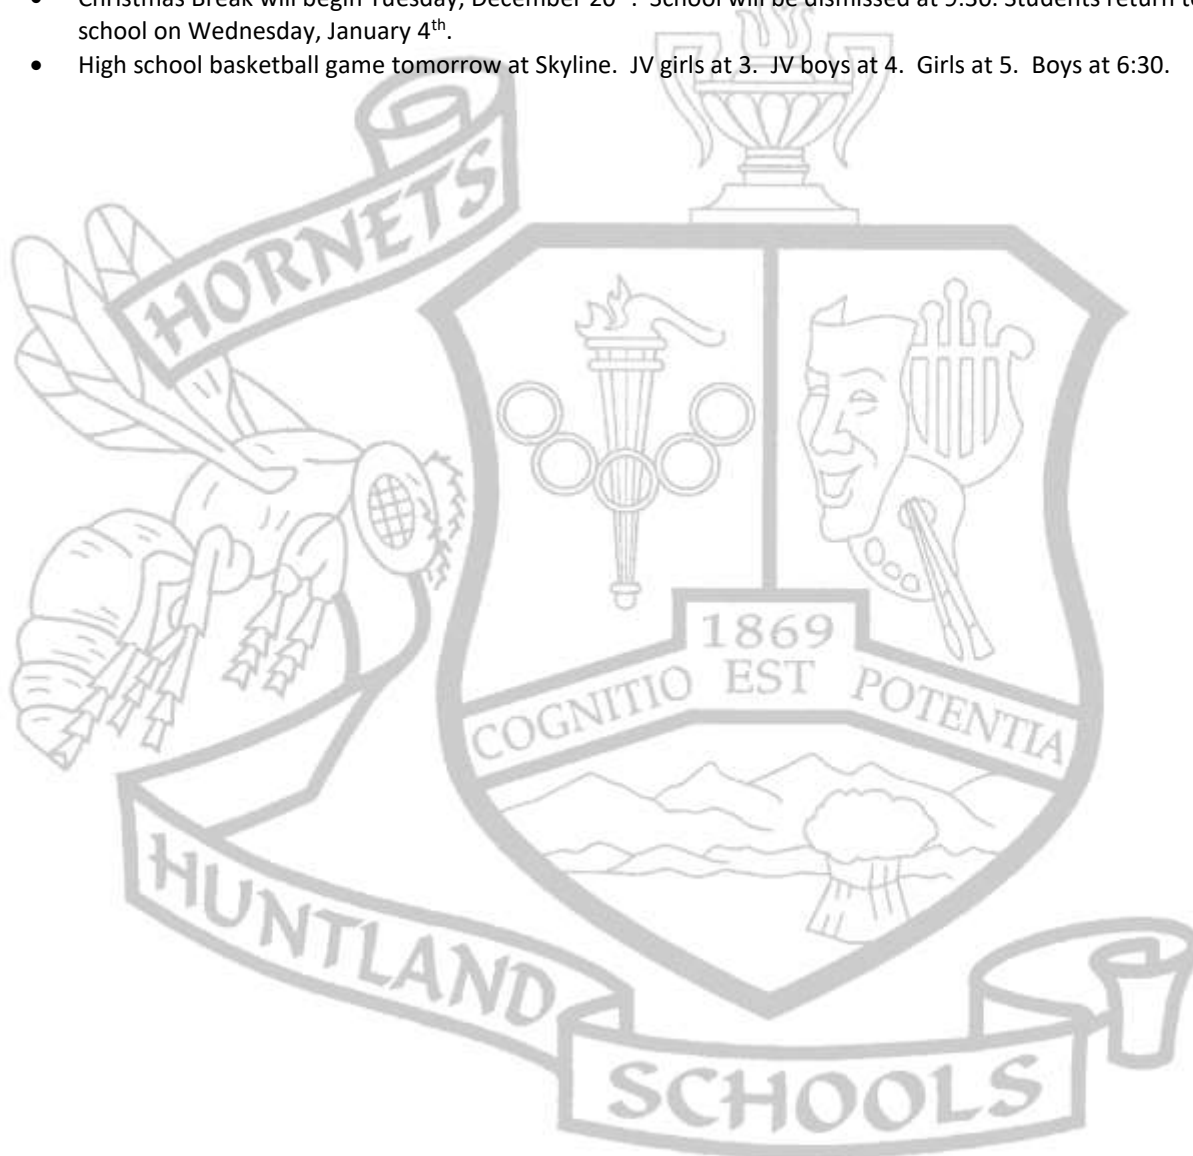 Christmas Break will begin Tuesday, December 20 . School will be dismissed at 9:30. Students return to
school on Wednesday, January 4th.
• High school basketball game tomorrow at Skyline. JV girls at 3. JV boys at 4. Girls at 5. Boys at 6:30.
HORNETS
1869
COGNITIO EST POTENTIA
HUNTLAND
SCHOOLS